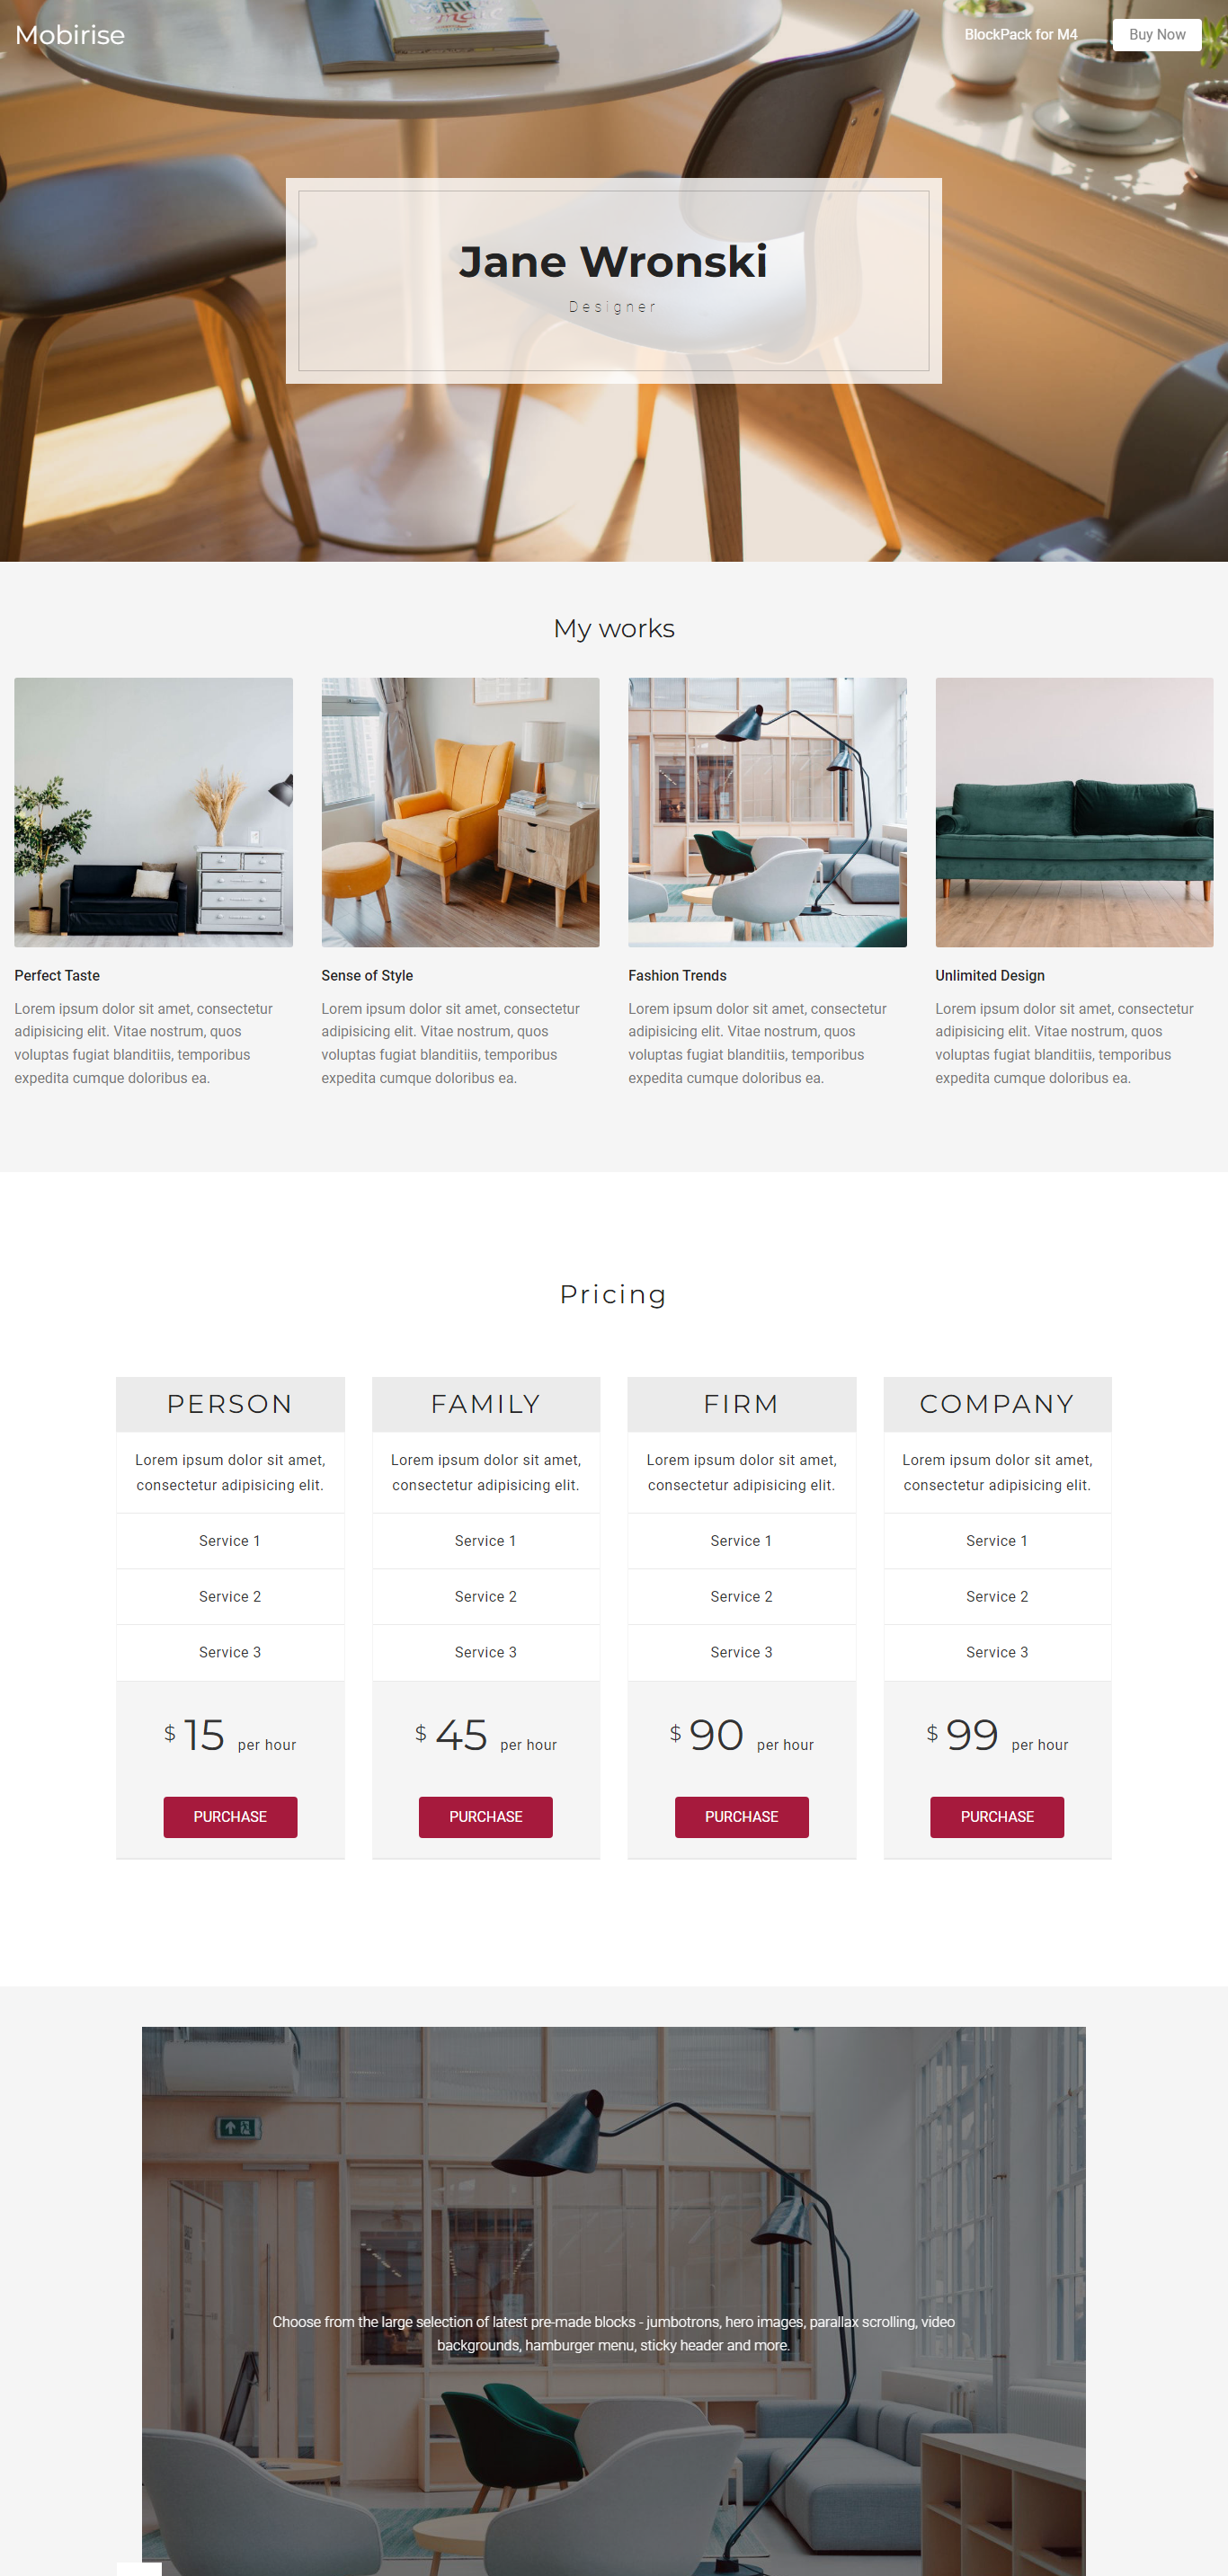 Mobirise
BlockPack for M4
Buy Now
Jane Wronski
Designer
My works
Perfect Taste
Lorem ipsum dolor sit amet, consectetur
adipisicing elit. Vitae nostrum, quos
voluptas fugiat blanditiis, temporibus
expedita cumque doloribus ea.
Sense of Style
Lorem ipsum dolor sit amet, consectetur
adipisicing elit. Vitae nostrum, quos
voluptas fugiat blanditiis, temporibus
expedita cumque doloribus ea.
Fashion Trends
Lorem ipsum dolor sit amet, consectetur
adipisicing elit. Vitae nostrum, quos
voluptas fugiat blanditiis, temporibus
expedita cumque doloribus ea.
Unlimited Design
Lorem ipsum dolor sit amet, consectetur
adipisicing elit. Vitae nostrum, quos
voluptas fugiat blanditiis, temporibus
expedita cumque doloribus ea.
Pricing
PERSON
Lorem ipsum dolor sit amet,
consectetur adipisicing elit.
Service 1
Service 2
Service 3
$ 15 per hour
PURCHASE
FAMILY
Lorem ipsum dolor sit amet,
consectetur adipisicing elit.
Service 1
Service 2
Service 3
$ 45 per hour
PURCHASE
FIRM
Lorem ipsum dolor sit amet,
consectetur adipisicing elit.
Service 1
Service 2
Service 3
$ 90 per hour
PURCHASE
COMPANY
Lorem ipsum dolor sit amet,
consectetur adipisicing elit.
Service 1
Service 2
Service 3
$ 99 per hour
PURCHASE
Choose from the large selection of latest pre-made blocks - jumbotrons, hero images, parallax scrolling, video
backgrounds, hamburger menu, sticky header and more.